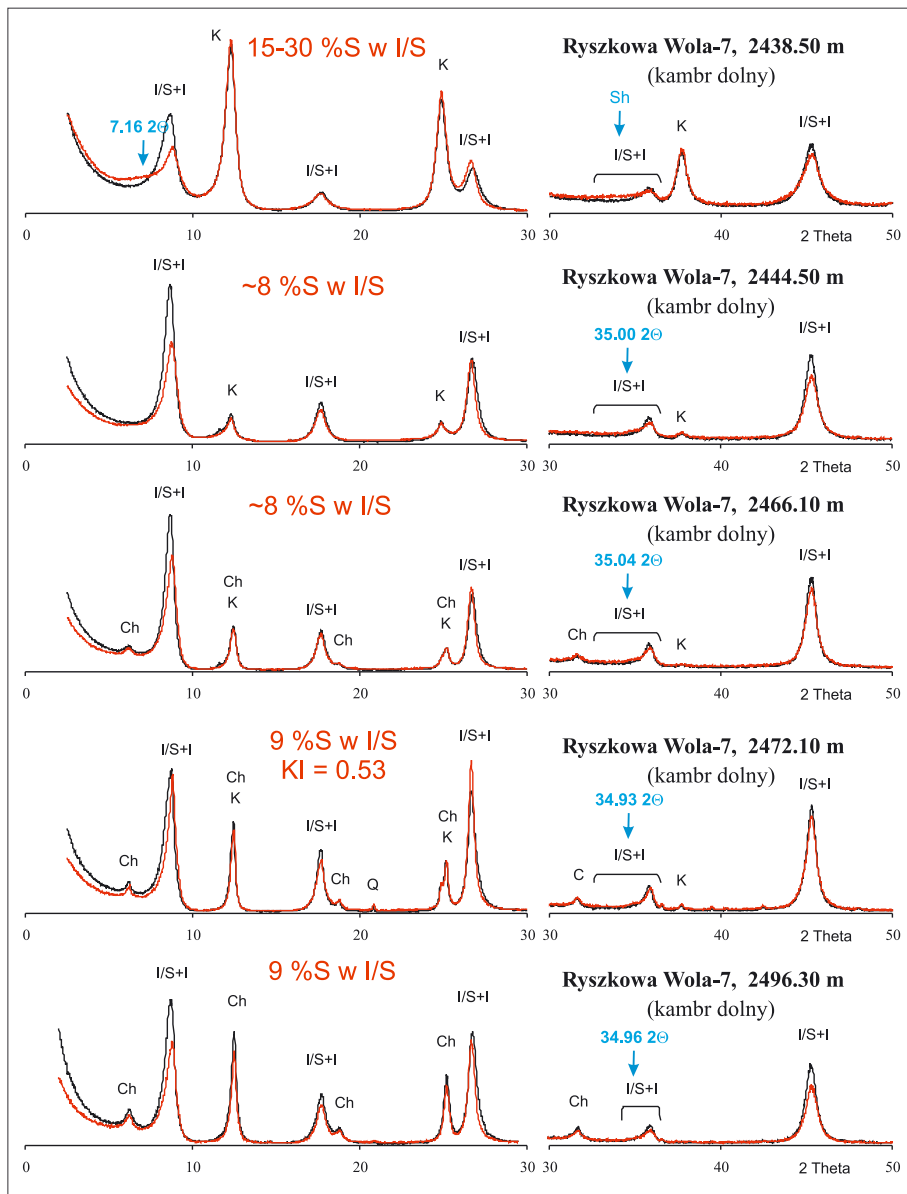 15-30 %S w I/S
Ryszkowa Wola-7, 2438.50 m
(kambr dolny)
K
K
I/S+I
7.16 2Θ
I/S+I
I/S+I
Sh
I/S+I
K
I/S+I
0 10 20 30
30 40 2 Theta 50
~8 %S w I/S
Ryszkowa Wola-7, 2444.50 m
(kambr dolny)
I/S+I
K
I/S+I
K
I/S+I
35.00 2Θ
I/S+I
K
I/S+I
0 10 20 30
30 40 2 Theta 50
~8 %S w I/S
Ryszkowa Wola-7, 2466.10 m
(kambr dolny)
I/S+I
Ch
Ch
K
I/S+I
Ch
Ch
K
I/S+I
35.04 2Θ
Ch
I/S+I
K
I/S+I
0 10 20 30
30 40 2 Theta 50
9 %S w I/S
KI = 0.53
Ryszkowa Wola-7, 2472.10 m
(kambr dolny)
I/S+I
Ch
Ch
K
I/S+I
Ch
Q
Ch
K
I/S+I
34.93 2Θ
C
I/S+I
K
I/S+I
0 10 20 30
30 40 2 Theta 50
9 %S w I/S
Ryszkowa Wola-7, 2496.30 m
(kambr dolny)
I/S+I
Ch
Ch
I/S+I
Ch
Ch
I/S+I
34.96 2Θ
Ch
I/S+I
I/S+I
0 10 20 30
30 40 2 Theta 50